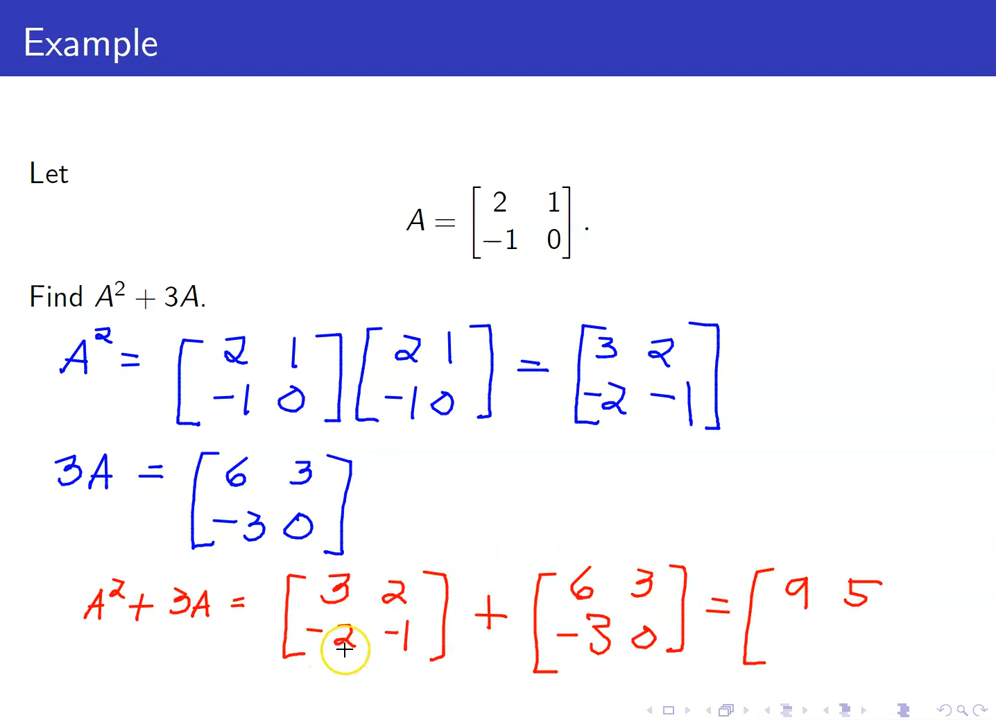 Example
Let
A = [2 1; −1 0].
Find A² + 3A.
A² = [2 1; -1 0] [2 1; -1 0] = [3 2; -2 -1]
3A = [6 3; -3 0]
A² + 3A = [3 2; -2 -1] + [6 3; -3 0] = [9 5